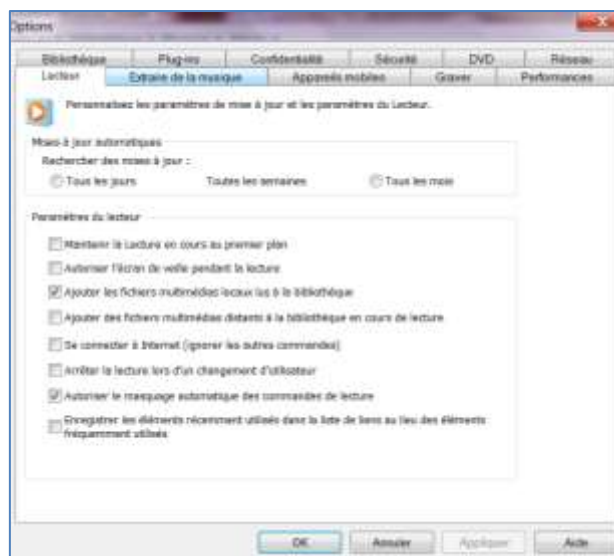 Options
Bibliothèque Plug-ins Confidentialité Sécurité DVD Réseau
Lecteur Extraire de la musique Appareils mobiles Graver Performances
Personnalisez les paramètres de mise à jour et les paramètres du Lecteur.
Mises à jour automatiques
Rechercher des mises à jour :
Tous les jours Toutes les semaines Tous les mois
Paramètres du lecteur
Maintenir la Lecture en cours au premier plan
Autoriser l'écran de veille pendant la lecture
Ajouter les fichiers multimédias locaux lus à la bibliothèque
Ajouter des fichiers multimédias distants à la bibliothèque en cours de lecture
Se connecter à Internet (ignorer les autres commandes)
Arrêter la lecture lors d'un changement d'utilisateur
Autoriser le masquage automatique des commandes de lecture
Enregistrer les éléments récemment utilisés dans la liste de liens au lieu des éléments
fréquemment utilisés
OK Annuler Appliquer Aide